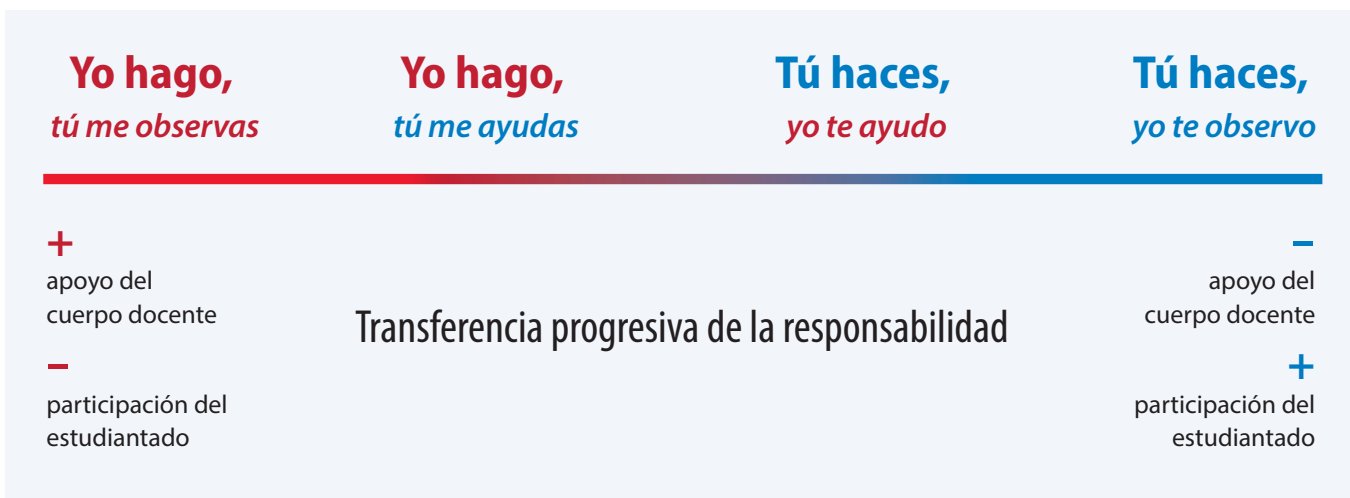 Yo hago,
tú me observas
Yo hago,
tú me ayudas
Tú haces,
yo te ayudo
Tú haces,
yo te observo
+
apoyo del
cuerpo docente
–
participación del
estudiantado
Transferencia progresiva de la responsabilidad
–
apoyo del
cuerpo docente
+
participación del
estudiantado